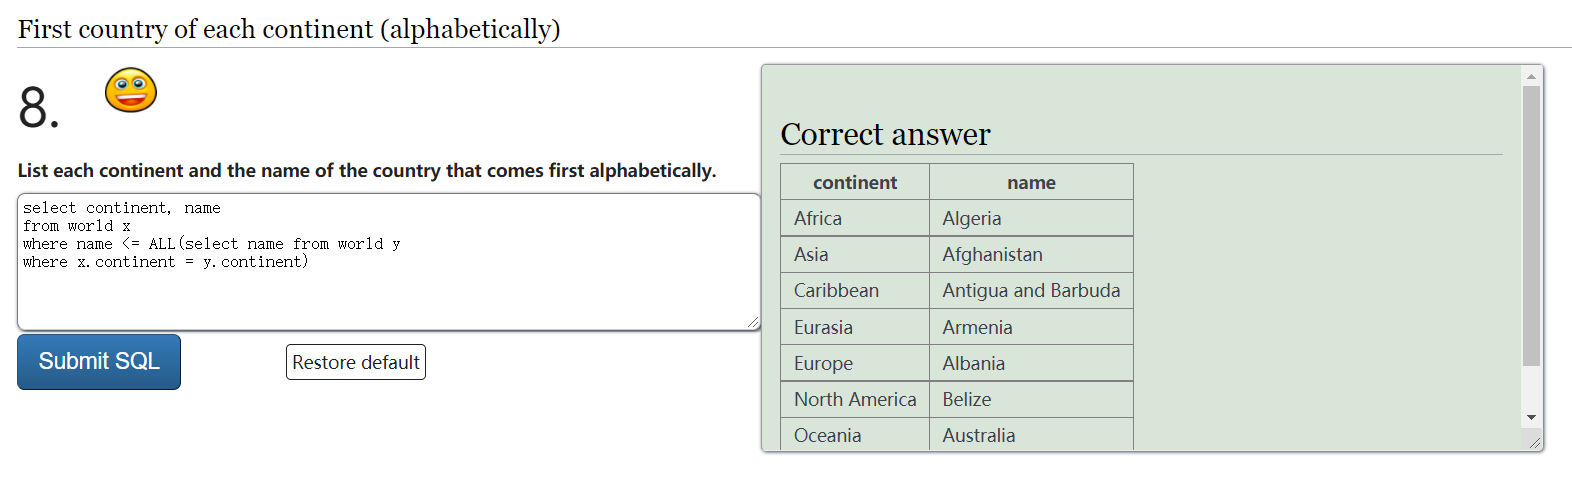 First country of each continent (alphabetically)
8.
List each continent and the name of the country that comes first alphabetically.
select continent, name
from world x
where name <= ALL(select name from world y
where x.continent = y.continent)
Submit SQL
Restore default
Correct answer
continent name
Africa Algeria
Asia Afghanistan
Caribbean Antigua and Barbuda
Eurasia Armenia
Europe Albania
North America Belize
Oceania Australia